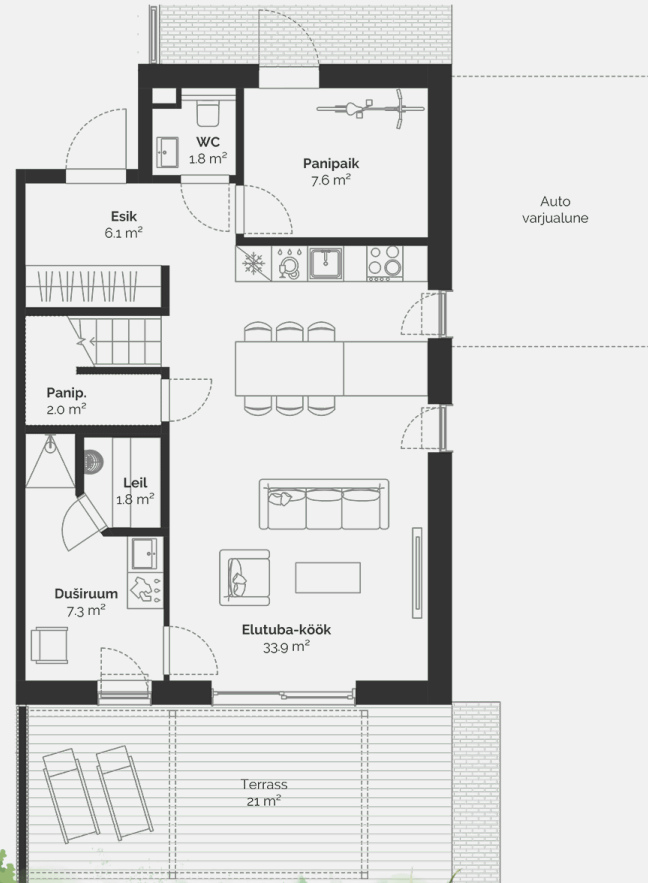 WC
1.8 m²
Panipaik
7.6 m²
Auto
varjualune
Esik
6.1 m²
Panip.
2.0 m²
Leil
1.8 m²
Duširuum
7.3 m²
Elutuba-köök
33.9 m²
Terrass
21 m²